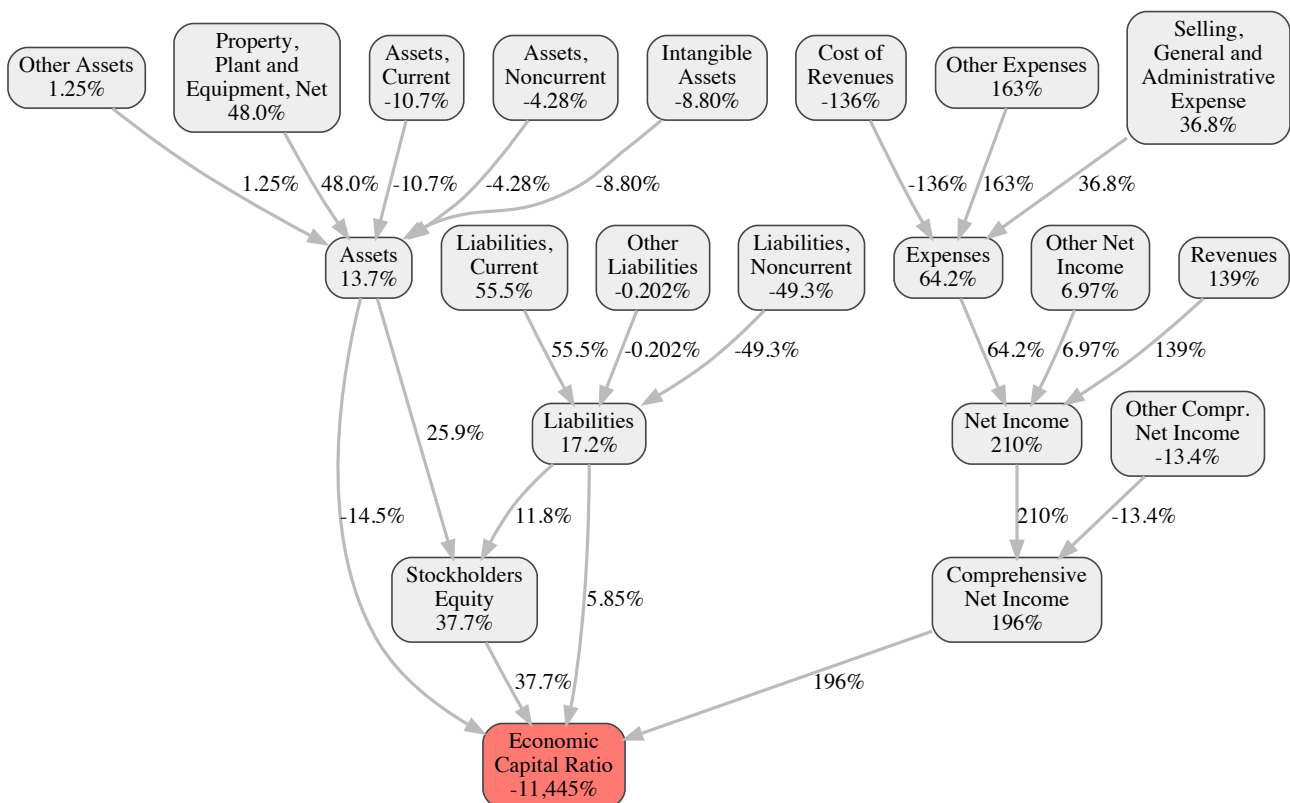 Other Assets
1.25%
Property,
Plant and
Equipment, Net
48.0%
Assets,
Current
-10.7%
Assets,
Noncurrent
-4.28%
Intangible
Assets
-8.80%
Cost of
Revenues
-136%
Other Expenses
163%
Selling,
General and
Administrative
Expense
36.8%
1.25%
48.0%
-10.7%
-4.28%
-8.80%
-136%
163%
36.8%
Assets
13.7%
Liabilities,
Current
55.5%
Other
Liabilities
-0.202%
Liabilities,
Noncurrent
-49.3%
Expenses
64.2%
Other Net
Income
6.97%
Revenues
139%
55.5%
-0.202%
-49.3%
64.2%
6.97%
139%
Liabilities
17.2%
Net Income
210%
Other Compr.
Net Income
-13.4%
25.9%
-14.5%
11.8%
210%
-13.4%
Stockholders
Equity
37.7%
5.85%
Comprehensive
Net Income
196%
37.7%
196%
Economic
Capital Ratio
-11,445%